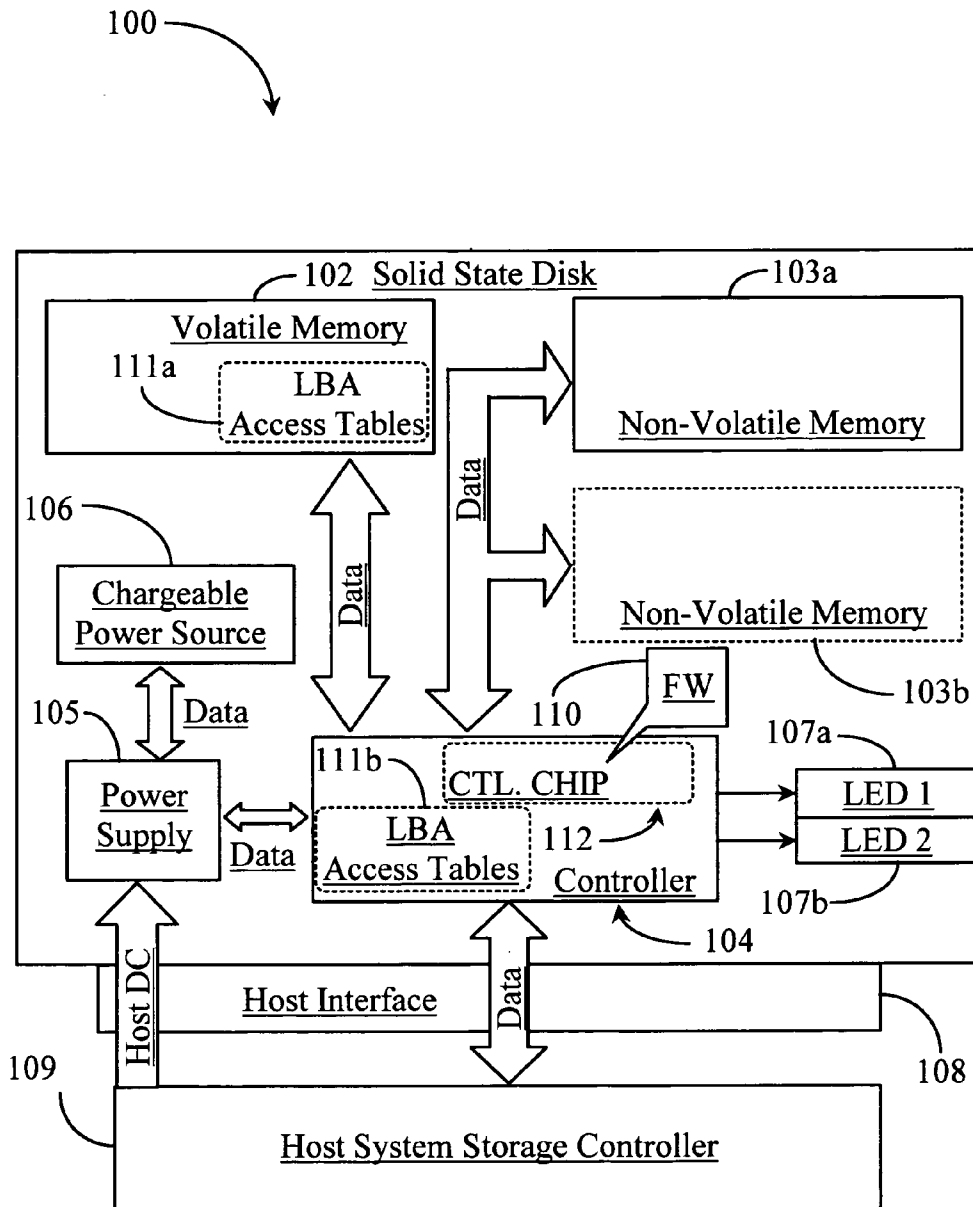 100
102
Solid State Disk
103a
Volatile Memory
111a
LBA
Access Tables
Non-Volatile Memory
Data
Data
106
Chargeable
Power Source
Non-Volatile Memory
103b
110
FW
105
Data
111b
CTL. CHIP
107a
LED 1
LED 2
107b
Power
Supply
Data
LBA
Access Tables
112
Controller
104
Host DC
Host Interface
Data
108
109
Host System Storage Controller